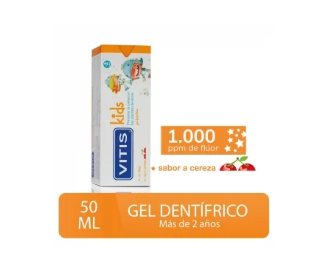 kids
VITIS
1.000
ppm de flúor
+ sabor a cereza
50
ML
GEL DENTÍFRICO
Más de 2 años